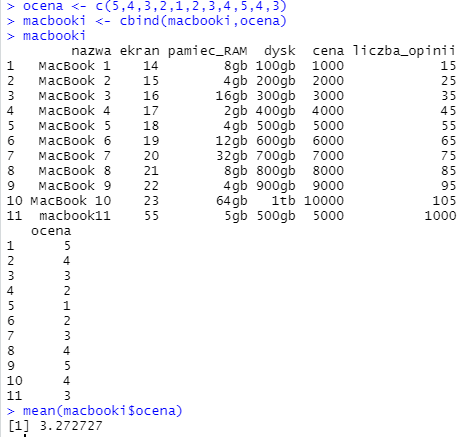 > ocena <- c(5,4,3,2,1,2,3,4,5,4,3)
> macbooki <- cbind(macbooki,ocena)
> macbooki
nazwa ekran pamiec_RAM dysk cena liczba_opinii
1 MacBook 1 14 8gb 100gb 1000 15
2 MacBook 2 15 4gb 200gb 2000 25
3 MacBook 3 16 16gb 300gb 3000 35
4 MacBook 4 17 2gb 400gb 4000 45
5 MacBook 5 18 4gb 500gb 5000 55
6 MacBook 6 19 12gb 600gb 6000 65
7 MacBook 7 20 32gb 700gb 7000 75
8 MacBook 8 21 8gb 800gb 8000 85
9 MacBook 9 22 4gb 900gb 9000 95
10 MacBook 10 23 64gb 1tb 10000 105
11 macbook11 55 5gb 500gb 5000 1000
ocena
1 5
2 4
3 3
4 2
5 1
6 2
7 3
8 4
9 5
10 4
11 3
> mean(macbooki$ocena)
[1] 3.272727